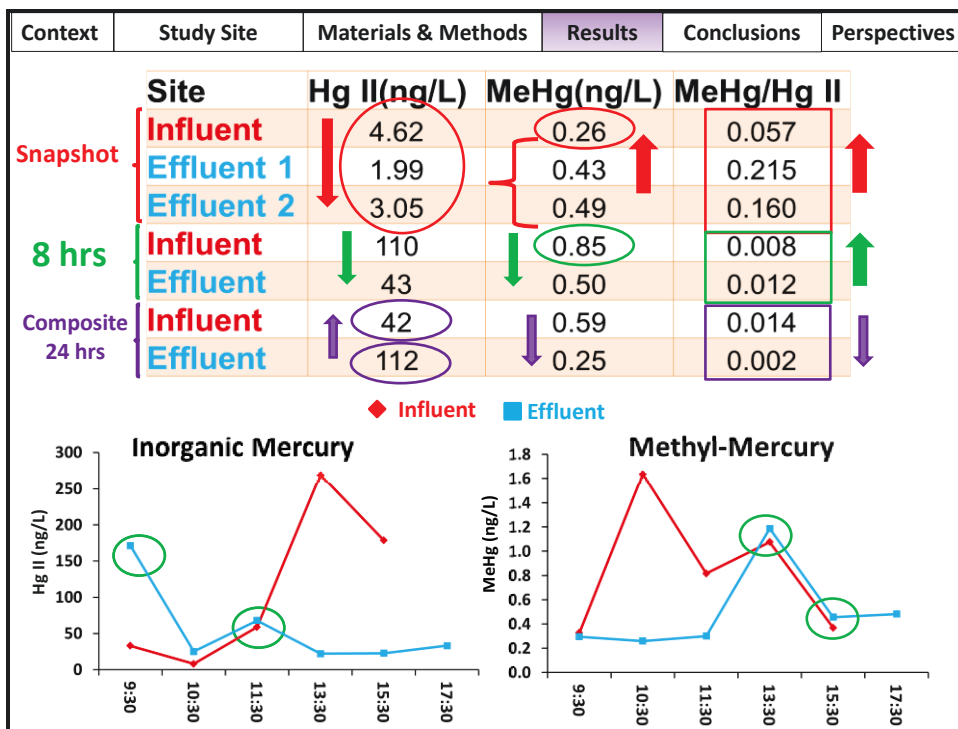 Context Study Site Materials & Methods Results Conclusions Perspectives
Site Hg II(ng/L) MeHg(ng/L) MeHg/Hg II
Snapshot
Influent 4.62 0.26 0.057
Effluent 1 1.99 0.43 0.215
Effluent 2 3.05 0.49 0.160
8 hrs
Influent 110 0.85 0.008
Effluent 43 0.50 0.012
Composite
24 hrs
Influent 42 0.59 0.014
Effluent 112 0.25 0.002
Influent Effluent
Inorganic Mercury
Hg II (ng/L)
300
250
200
150
100
50
0
9:30
10:30
11:30
13:30
15:30
17:30
Methyl-Mercury
MeHg (ng/L)
1.8
1.6
1.4
1.2
1.0
0.8
0.6
0.4
0.2
0.0
9:30
10:30
11:30
13:30
15:30
17:30